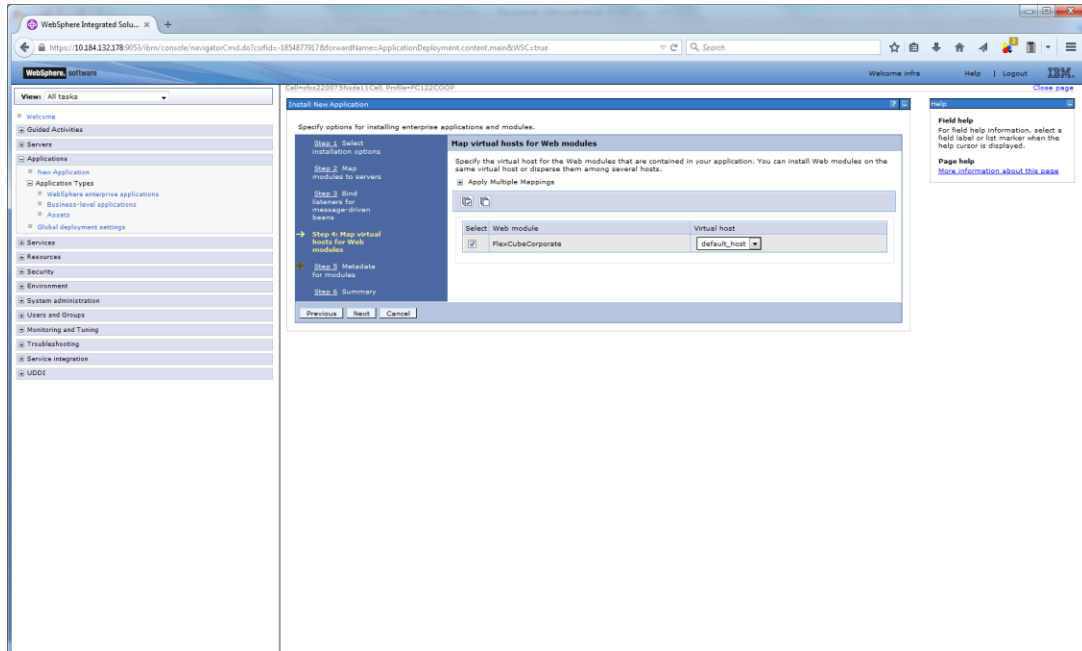 WebSphere Integrated Solu... × +
https://10.184.132.178:9053/ibm/console/navigatorCmd.do?csrfid=-1854877917&forwardName=ApplicationDeployment.content.main&WSC=true
Search
2
WebSphere. software
Welcome infra
Help | Logout
IBM.
View: All tasks
Welcome
Guided Activities
Servers
Applications
New Application
Application Types
WebSphere enterprise applications
Business-level applications
Assets
Global deployment settings
Services
Resources
Security
Environment
System administration
Users and Groups
Monitoring and Tuning
Troubleshooting
Service integration
UDDI
Profile=FC122COOP
Close page
Install New Application
? -
Specify options for installing enterprise applications and modules.
Step 1 Select
installation options
Step 2 Map
modules to servers
Step 3 Bind
listeners for
message-driven
beans
Step 4: Map virtual
hosts for Web
modules
Step 5 Metadata
for modules
Step 6 Summary
Map virtual hosts for Web modules
Specify the virtual host for the Web modules that are contained in your application. You can install Web modules on the
same virtual host or disperse them among several hosts.
Apply Multiple Mappings
Select Web module Virtual host
FlexCubeCorporate default_host
Previous Next Cancel
Help
Field help
For field help information, select a
field label or list marker when the
help cursor is displayed.
Page help
More information about this page